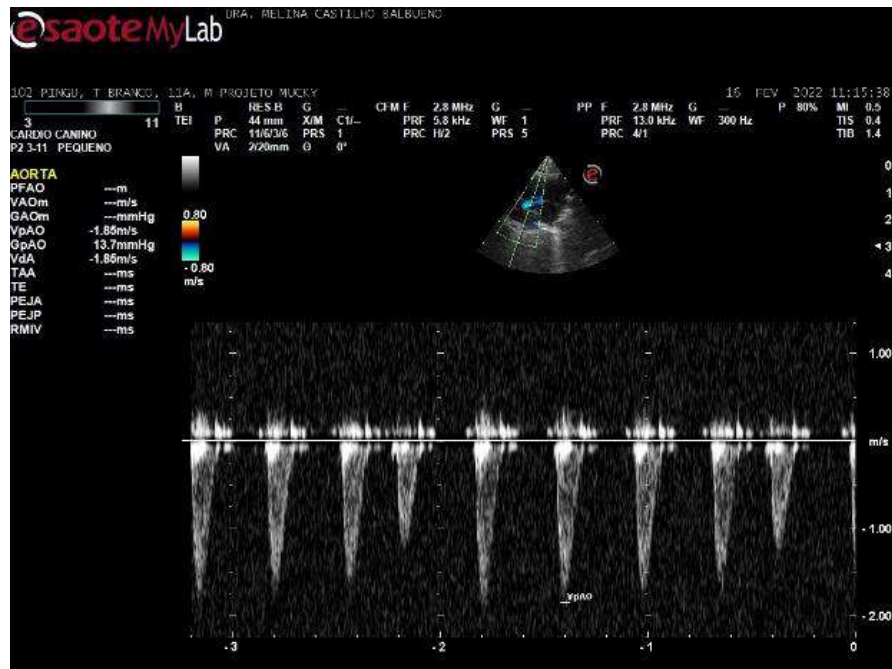 esaoteMyLab
DRA. MELINA CASTILHO BALBUENO
102 PINGU, T BRANCO, 11A, M PROJETO MUCKY 16 FEV 2022 11:15:38
B RES B G __ CFM F 2.8 MHz G __ PP F 2.8 MHz G __ P 80% MI 0.5
3 11 TEI P 44 mm X/M C1/-- PRF 5.8 kHz WF 1 PRF 13.0 kHz WF 300 Hz TIS 0.4
CARDIO CANINO PRC 11/6/3/6 PRS 1 PRC H/2 PRS 5 PRC 4/1 TIB 1.4
P2 3-11 PEQUENO VA 2/20mm Θ 0°
AORTA
PFAO ---m
VAOm ---m/s
GAOm ---mmHg
VpAO -1.85m/s
GpAO 13.7mmHg
VdA -1.85m/s
TAA ---ms
TE ---ms
PEJA ---ms
PEJP ---ms
RMIV ---ms
0.80
- 0.80
m/s
0
1
2
3
4
1.00
m/s
-1.00
VpAO
-2.00
-3 -2 -1 0